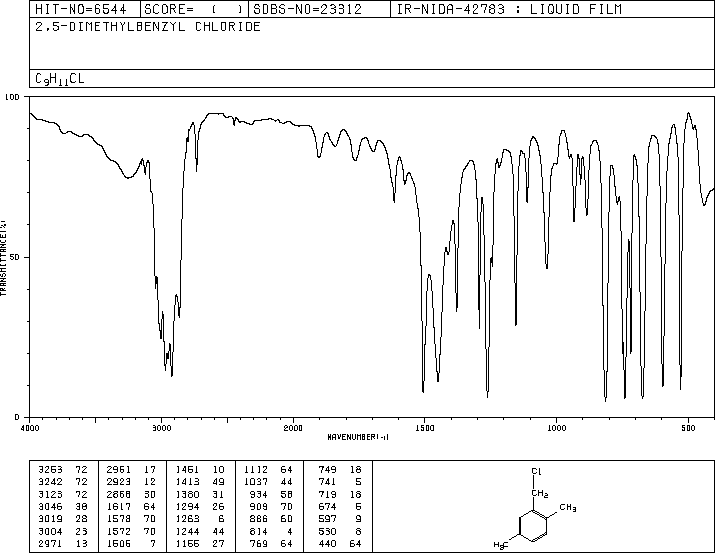 HIT-NO=6544 SCORE= ( ) SDBS-NO=23312 IR-NIDA-42783 : LIQUID FILM
2,5-DIMETHYLBENZYL CHLORIDE
C9H11CL
100
50
0
TRANSMITTANCE(%)
4000 3000 2000 1500 1000 500
WAVENUMBER(-1)
3263 72 2961 17 1451 10 1112 64 749 18
3242 72 2923 12 1413 49 1037 44 741 5
3123 72 2868 30 1380 31 934 58 719 18
3046 38 1617 64 1294 26 909 70 674 5
3019 28 1578 70 1263 6 886 60 597 9
3004 23 1572 70 1244 44 814 4 530 8
2971 13 1506 7 1155 27 769 64 440 64
Cl
CH2
CH3
H3C